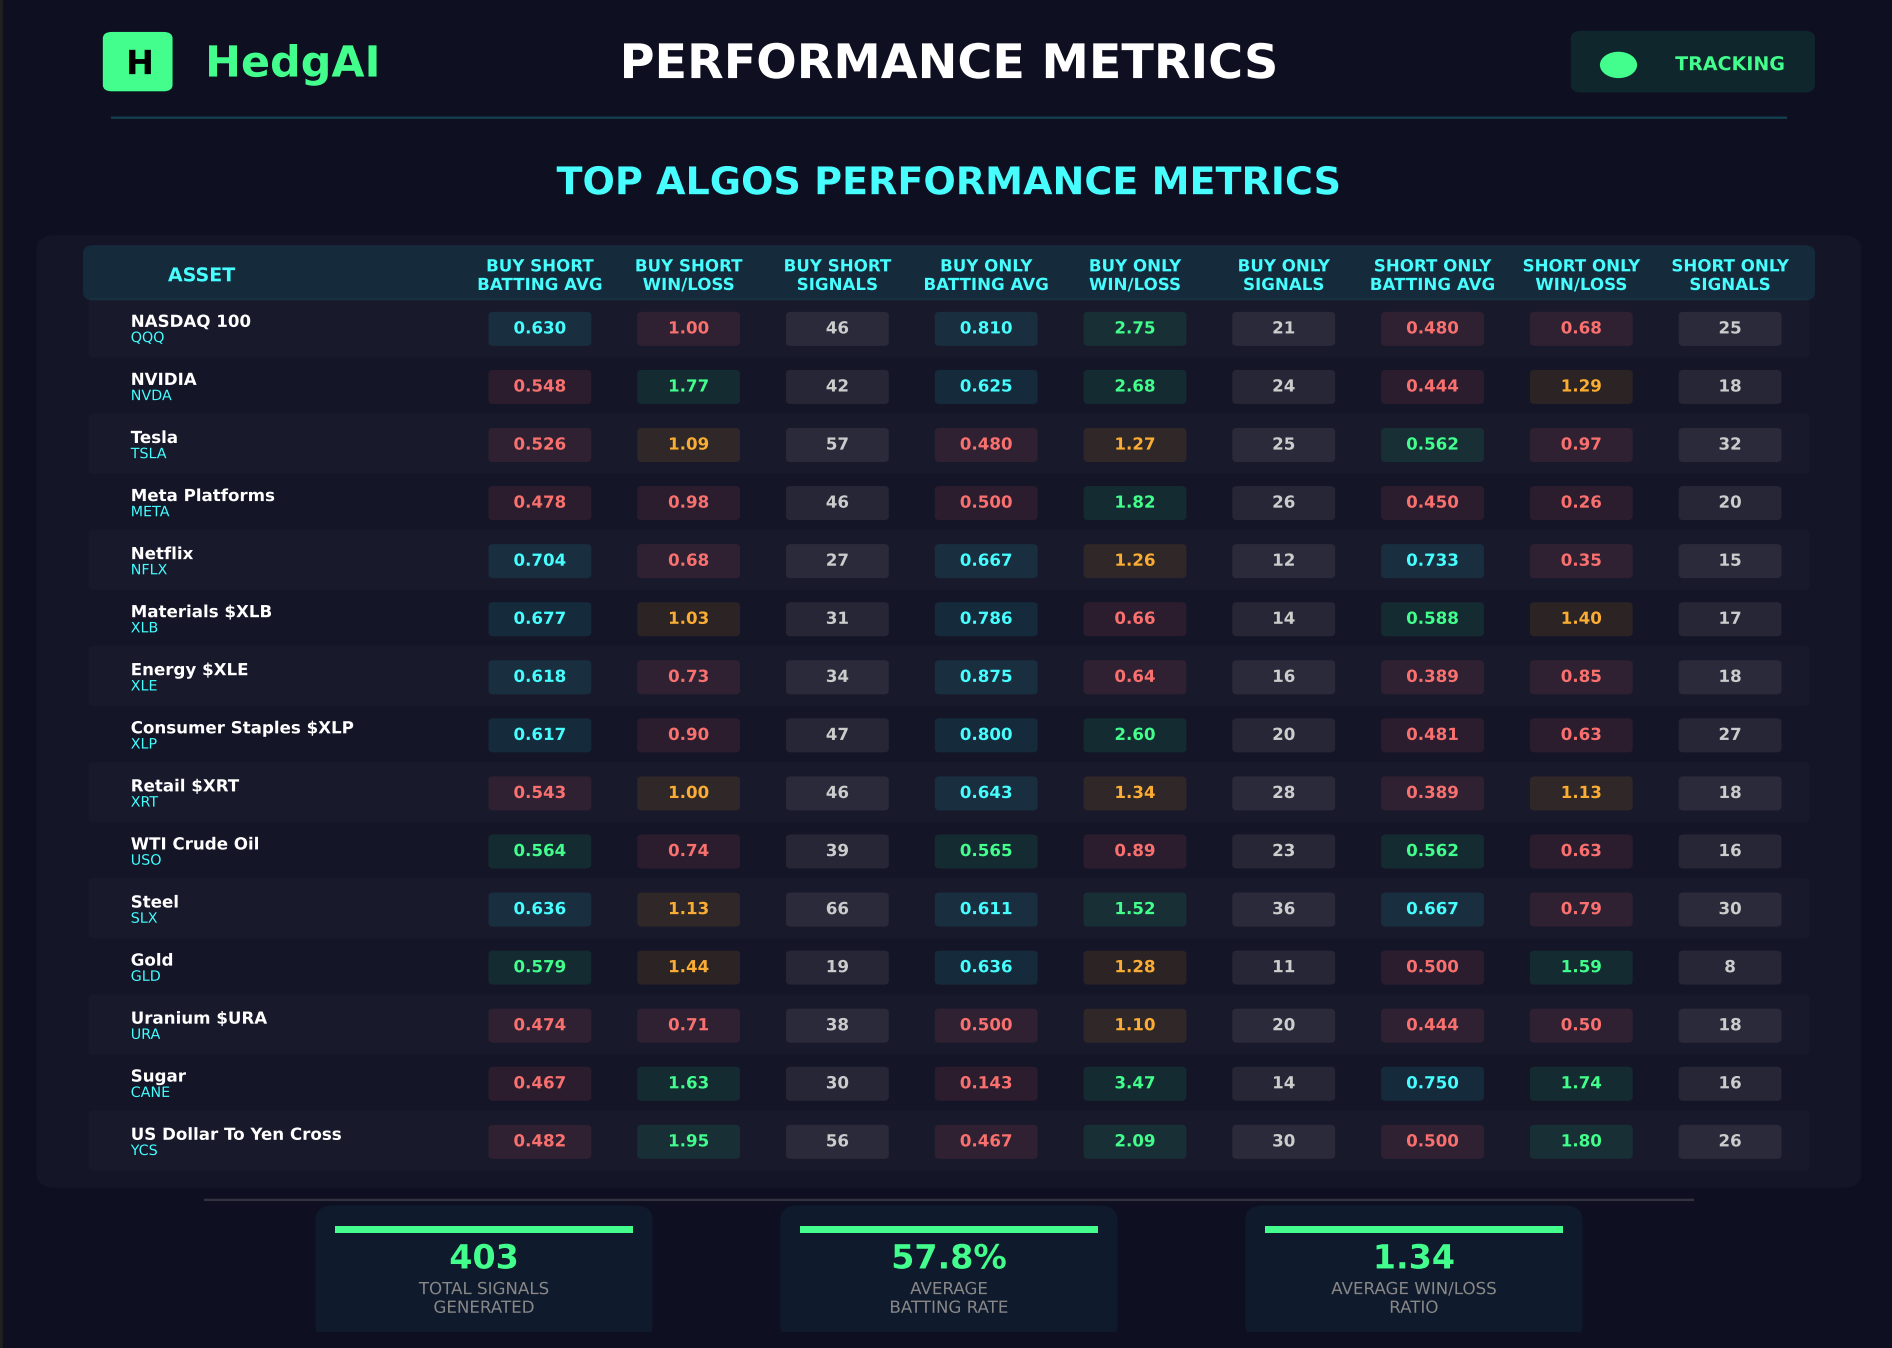 H HedgAI PERFORMANCE METRICS TRACKING
TOP ALGOS PERFORMANCE METRICS
ASSET BUY SHORT BATTING AVG BUY SHORT WIN/LOSS BUY SHORT SIGNALS BUY ONLY BATTING AVG BUY ONLY WIN/LOSS BUY ONLY SIGNALS SHORT ONLY BATTING AVG SHORT ONLY WIN/LOSS SHORT ONLY SIGNALS
NASDAQ 100
QQQ
0.630 1.00 46 0.810 2.75 21 0.480 0.68 25
NVIDIA
NVDA
0.548 1.77 42 0.625 2.68 24 0.444 1.29 18
Tesla
TSLA
0.526 1.09 57 0.480 1.27 25 0.562 0.97 32
Meta Platforms
META
0.478 0.98 46 0.500 1.82 26 0.450 0.26 20
Netflix
NFLX
0.704 0.68 27 0.667 1.26 12 0.733 0.35 15
Materials $XLB
XLB
0.677 1.03 31 0.786 0.66 14 0.588 1.40 17
Energy $XLE
XLE
0.618 0.73 34 0.875 0.64 16 0.389 0.85 18
Consumer Staples $XLP
XLP
0.617 0.90 47 0.800 2.60 20 0.481 0.63 27
Retail $XRT
XRT
0.543 1.00 46 0.643 1.34 28 0.389 1.13 18
WTI Crude Oil
USO
0.564 0.74 39 0.565 0.89 23 0.562 0.63 16
Steel
SLX
0.636 1.13 66 0.611 1.52 36 0.667 0.79 30
Gold
GLD
0.579 1.44 19 0.636 1.28 11 0.500 1.59 8
Uranium $URA
URA
0.474 0.71 38 0.500 1.10 20 0.444 0.50 18
Sugar
CANE
0.467 1.63 30 0.143 3.47 14 0.750 1.74 16
US Dollar To Yen Cross
YCS
0.482 1.95 56 0.467 2.09 30 0.500 1.80 26
403
TOTAL SIGNALS
GENERATED
57.8%
AVERAGE
BATTING RATE
1.34
AVERAGE WIN/LOSS
RATIO